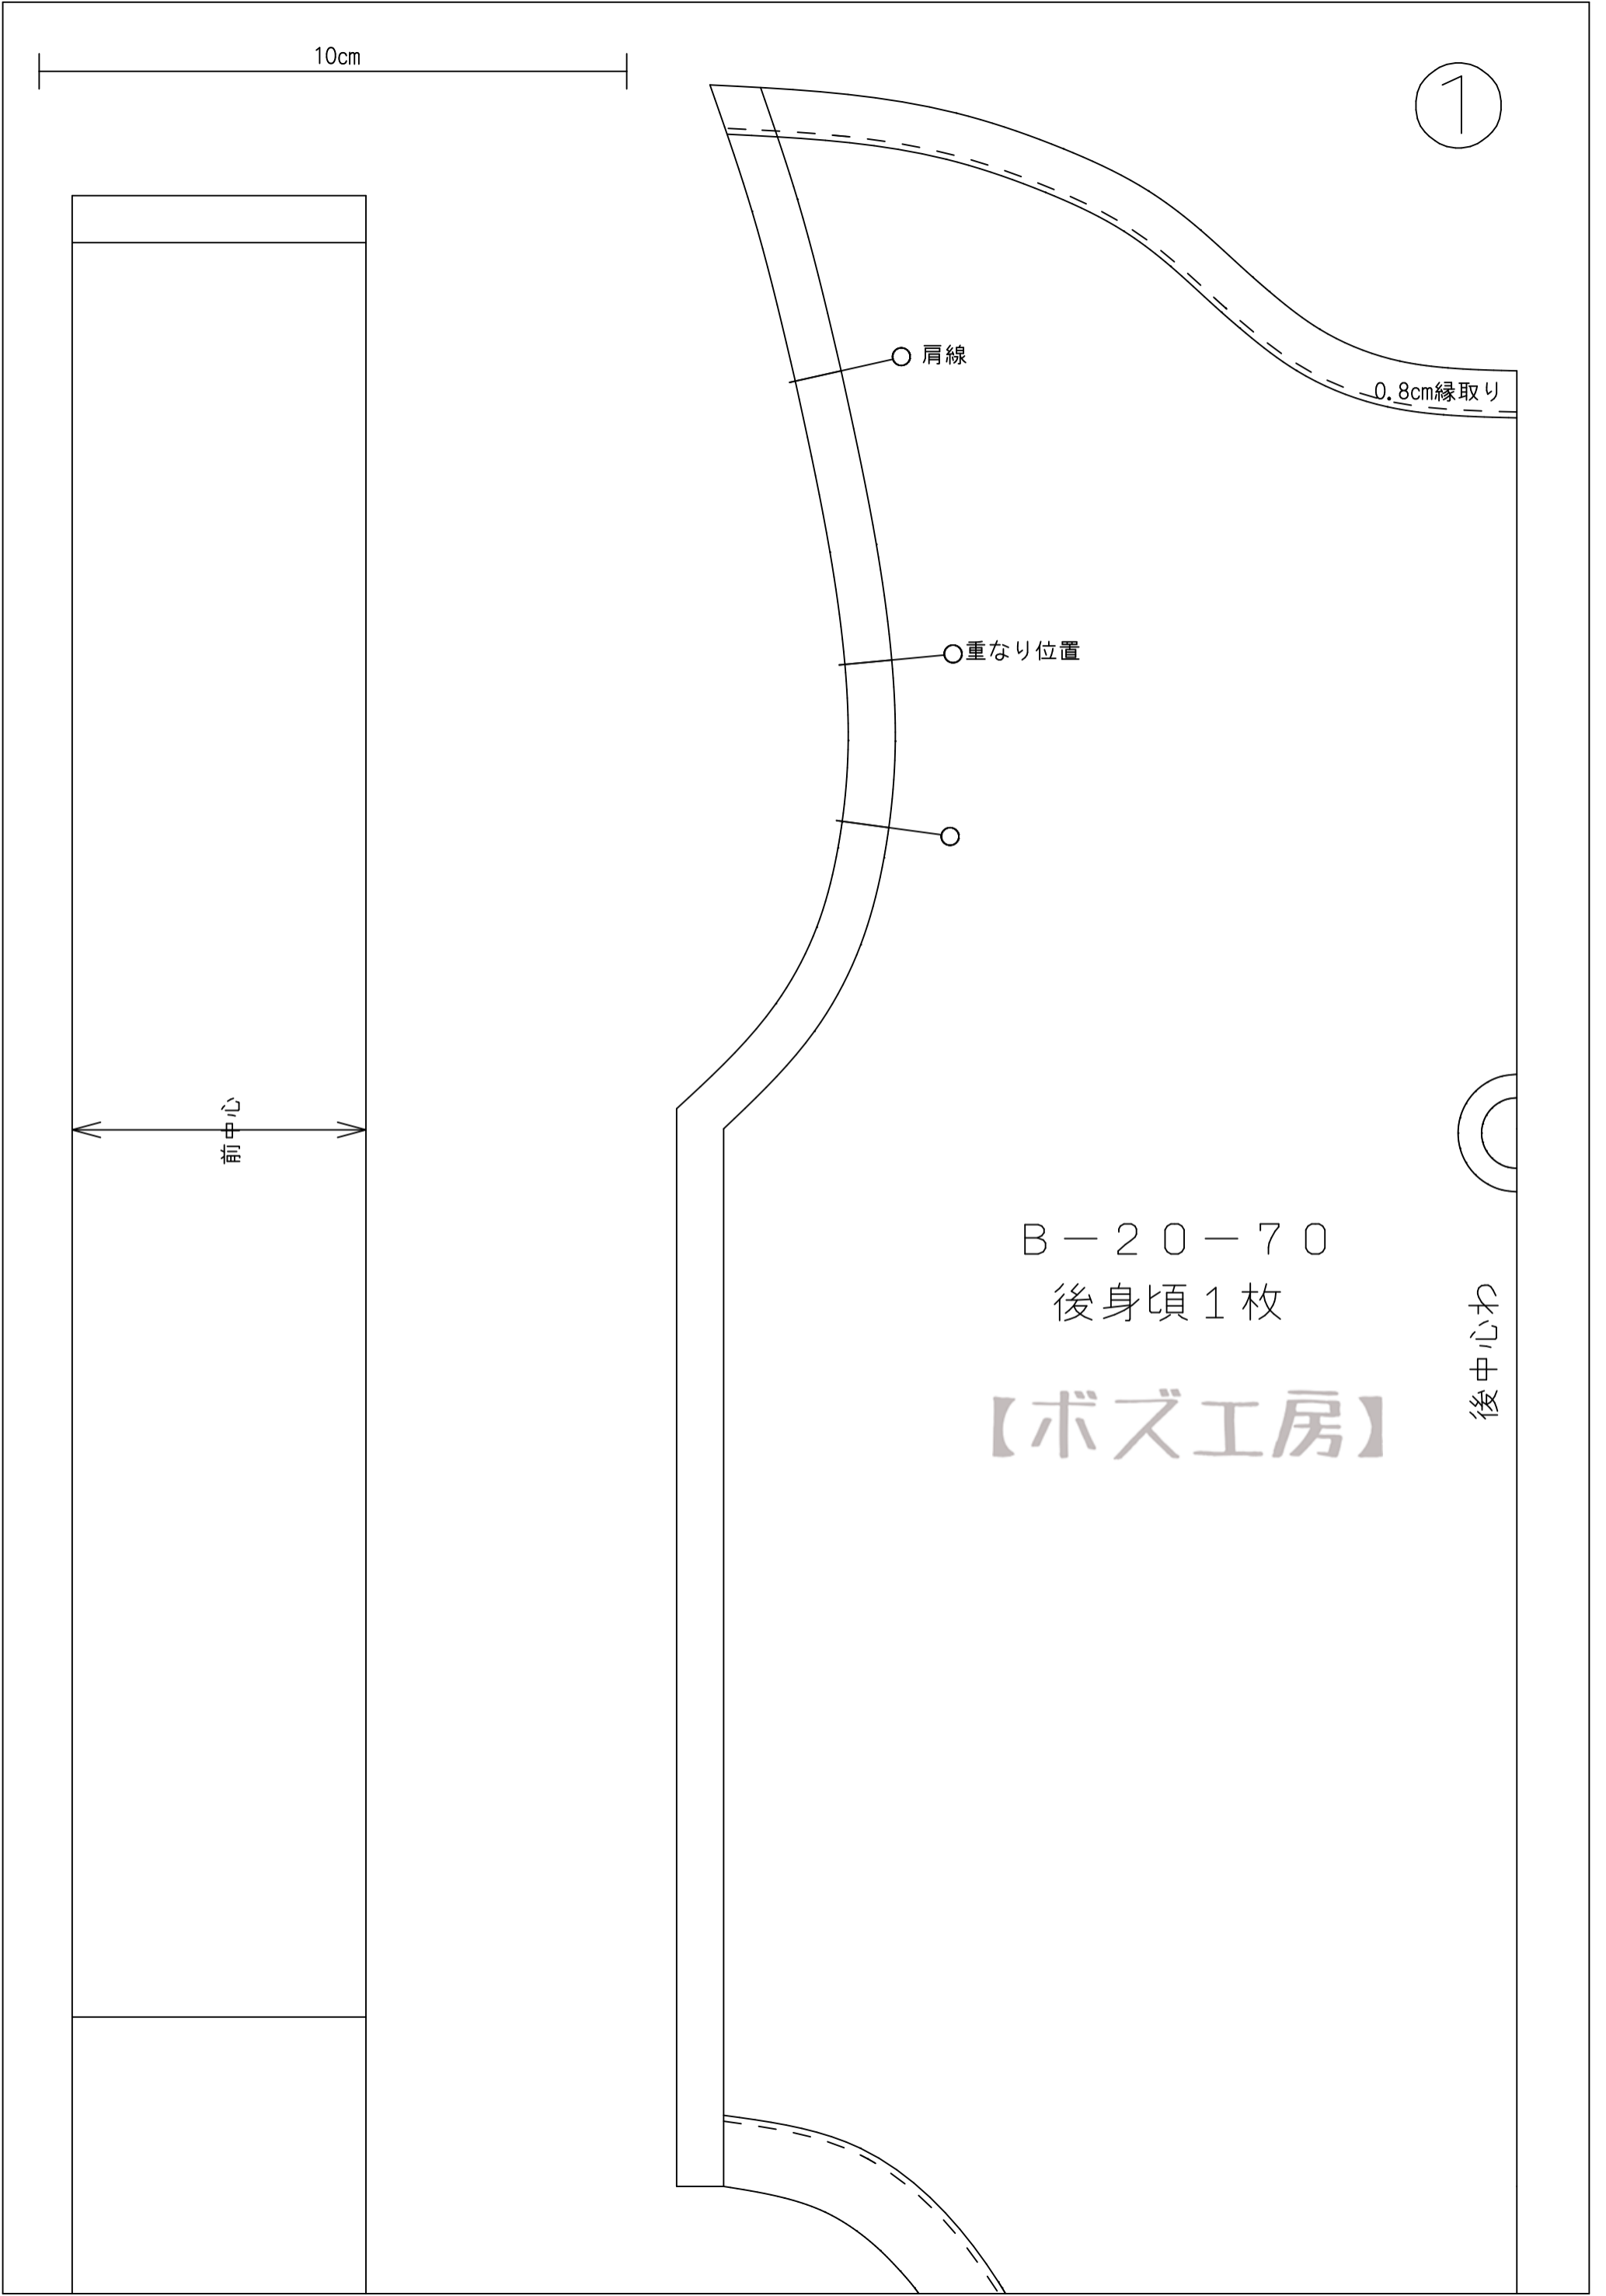 10cm
①
肩線
0.8cm縁取り
重なり位置
前中心
B－20－70
後身頃1枚
後中心わ
【ボズ工房】